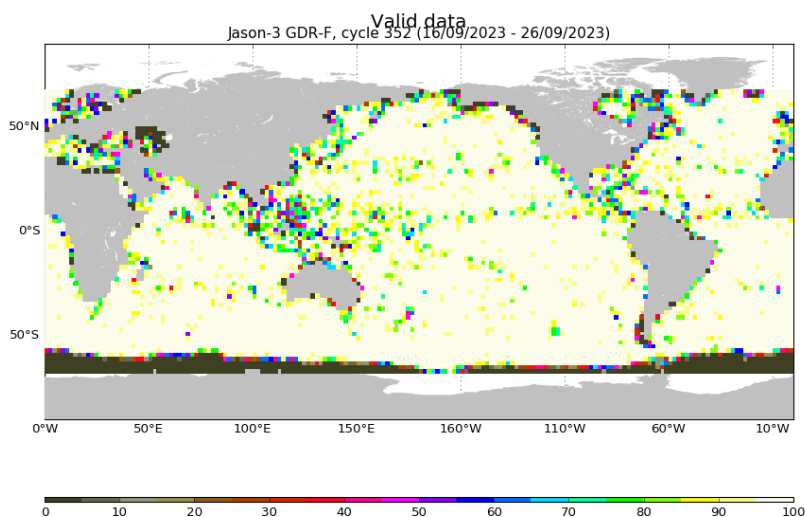 Valid data
Jason-3 GDR-F, cycle 352 (16/09/2023 - 26/09/2023)
50°N
0°S
50°S
0°W 50°E 100°E 150°E 160°W 110°W 60°W 10°W
0 10 20 30 40 50 60 70 80 90 100